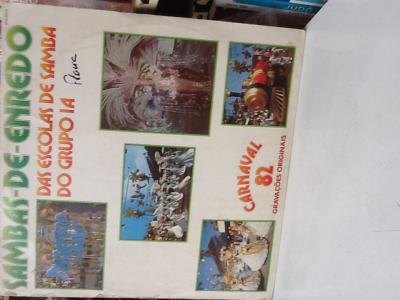 SAMBAS-DE-ENREDO
DAS ESCOLAS DE SAMBA
DO GRUPO 1A
CARNAVAL
82
GRAVAÇÕES ORIGINAIS